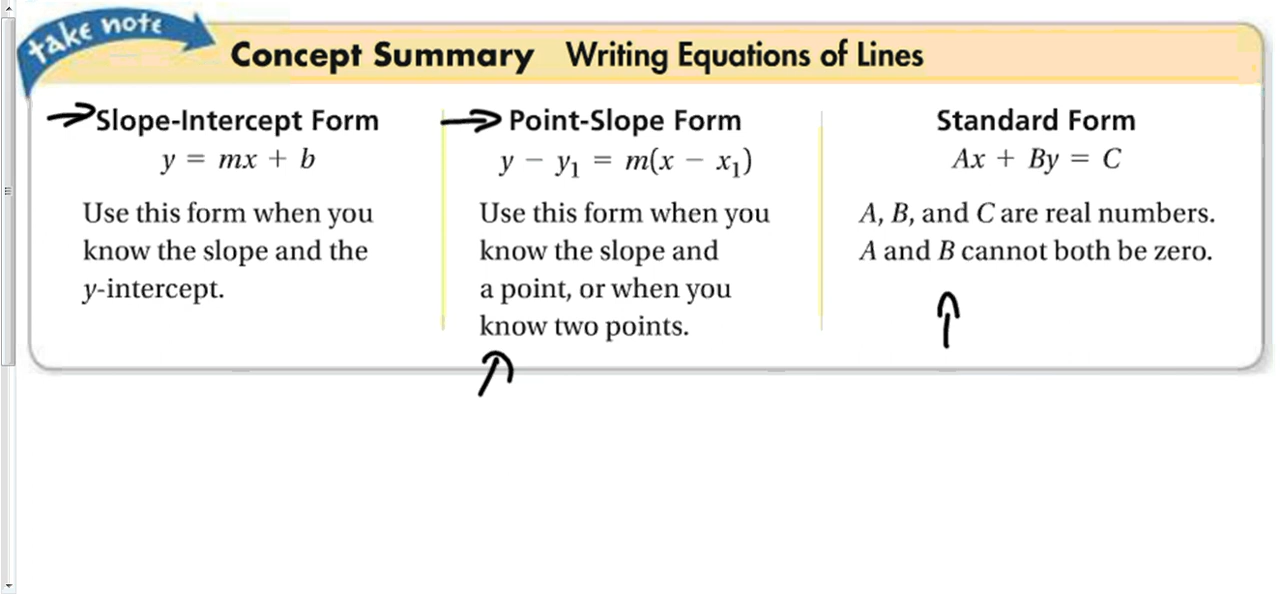 take note
Concept Summary Writing Equations of Lines
Slope-Intercept Form
y = mx + b
Use this form when you
know the slope and the
y-intercept.
Point-Slope Form
y − y₁ = m(x − x₁)
Use this form when you
know the slope and
a point, or when you
know two points.
Standard Form
Ax + By = C
A, B, and C are real numbers.
A and B cannot both be zero.